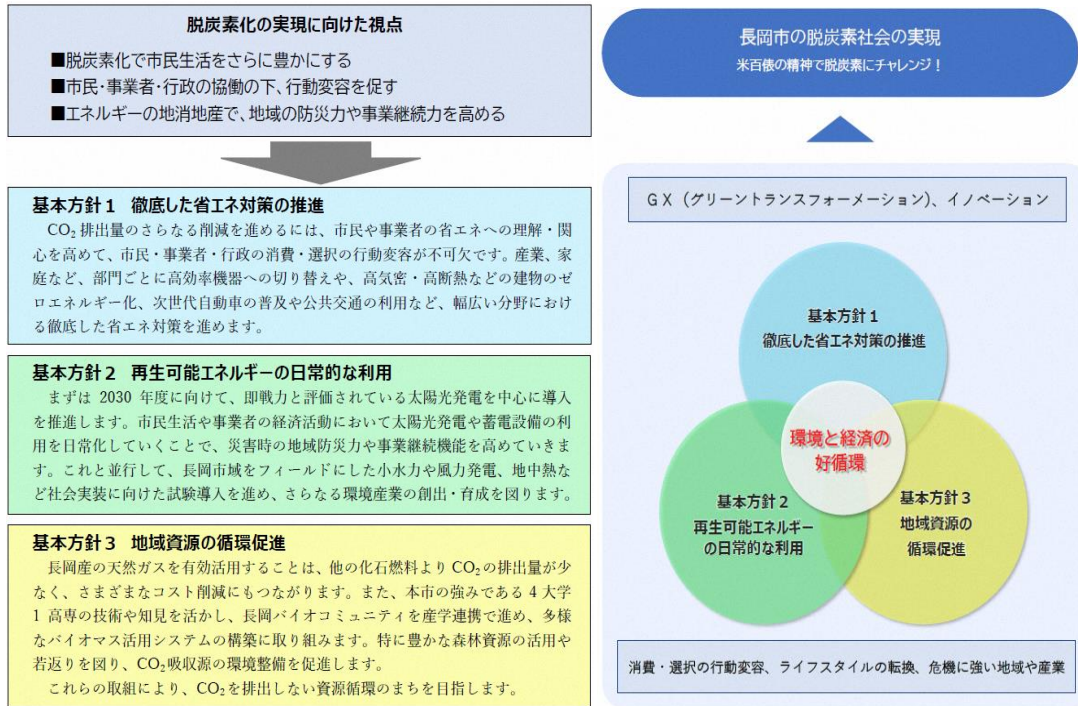 脱炭素化の実現に向けた視点
■脱炭素化で市民生活をさらに豊かにする
■市民・事業者・行政の協働の下、行動変容を促す
■エネルギーの地消地産で、地域の防災力や事業継続力を高める
基本方針１ 徹底した省エネ対策の推進
CO₂排出量のさらなる削減を進めるには、市民や事業者の省エネへの理解・関
心を高めて、市民・事業者・行政の消費・選択の行動変容が不可欠です。産業、家
庭など、部門ごとに高効率機器への切り替えや、高気密・高断熱などの建物のゼ
ロエネルギー化、次世代自動車の普及や公共交通の利用など、幅広い分野におけ
る徹底した省エネ対策を進めます。
基本方針２ 再生可能エネルギーの日常的な利用
まずは 2030 年度に向けて、即戦力と評価されている太陽光発電を中心に導入
を推進します。市民生活や事業者の経済活動において太陽光発電や蓄電設備の利
用を日常化していくことで、災害時の地域防災力や事業継続機能を高めていきま
す。これと並行して、長岡市域をフィールドにした小水力や風力発電、地中熱な
ど社会実装に向けた試験導入を進め、さらなる環境産業の創出・育成を図ります。
基本方針３ 地域資源の循環促進
長岡産の天然ガスを有効活用することは、他の化石燃料よりCO₂の排出量が少
なく、さまざまなコスト削減にもつながります。また、本市の強みである 4 大学
1 高専の技術や知見を活かし、長岡バイオコミュニティを産学連携で進め、多様
なバイオマス活用システムの構築に取り組みます。特に豊かな森林資源の活用や
若返りを図り、CO₂吸収源の環境整備を促進します。
これらの取組により、CO₂を排出しない資源循環のまちを目指します。
長岡市の脱炭素社会の実現
米百俵の精神で脱炭素にチャレンジ！
ＧＸ（グリーントランスフォーメーション）、イノベーション
基本方針１
徹底した省エネ対策の推進
環境と経済の
好循環
基本方針２
再生可能エネルギー
の日常的な利用
基本方針３
地域資源の
循環促進
消費・選択の行動変容、ライフスタイルの転換、危機に強い地域や産業